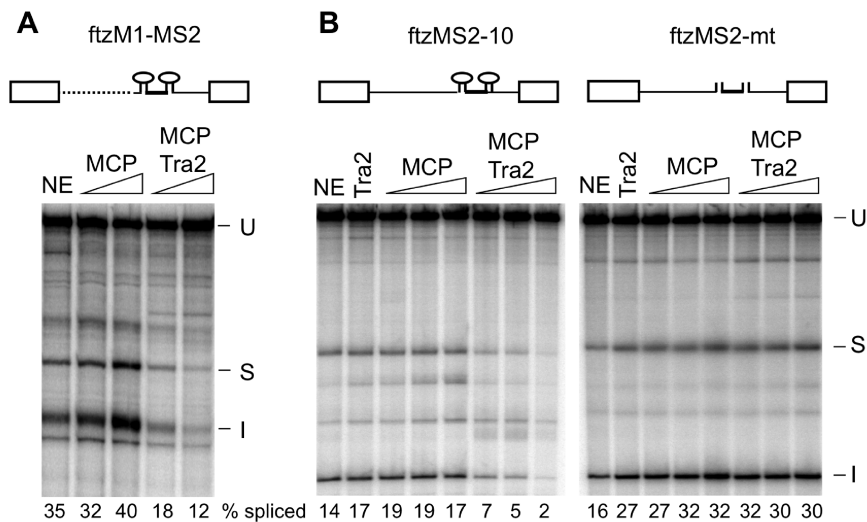 A
ftzM1-MS2
NE
MCP
MCP
Tra2
U
S
I
35 32 40 18 12 % spliced
B
ftzMS2-10
NE
Tra2
MCP
MCP
Tra2
14 17 19 19 17 7 5 2
ftzMS2-mt
NE
Tra2
MCP
MCP
Tra2
U
S
I
16 27 27 32 32 32 30 30